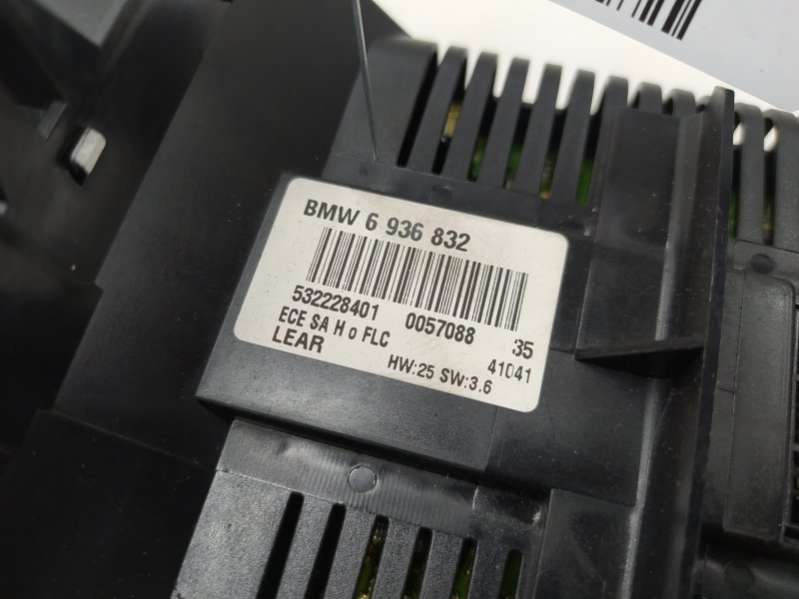 BMW 6 936 832
532228401 0057088 35
ECE SA H o FLC 41041
LEAR HW:25 SW:3.6